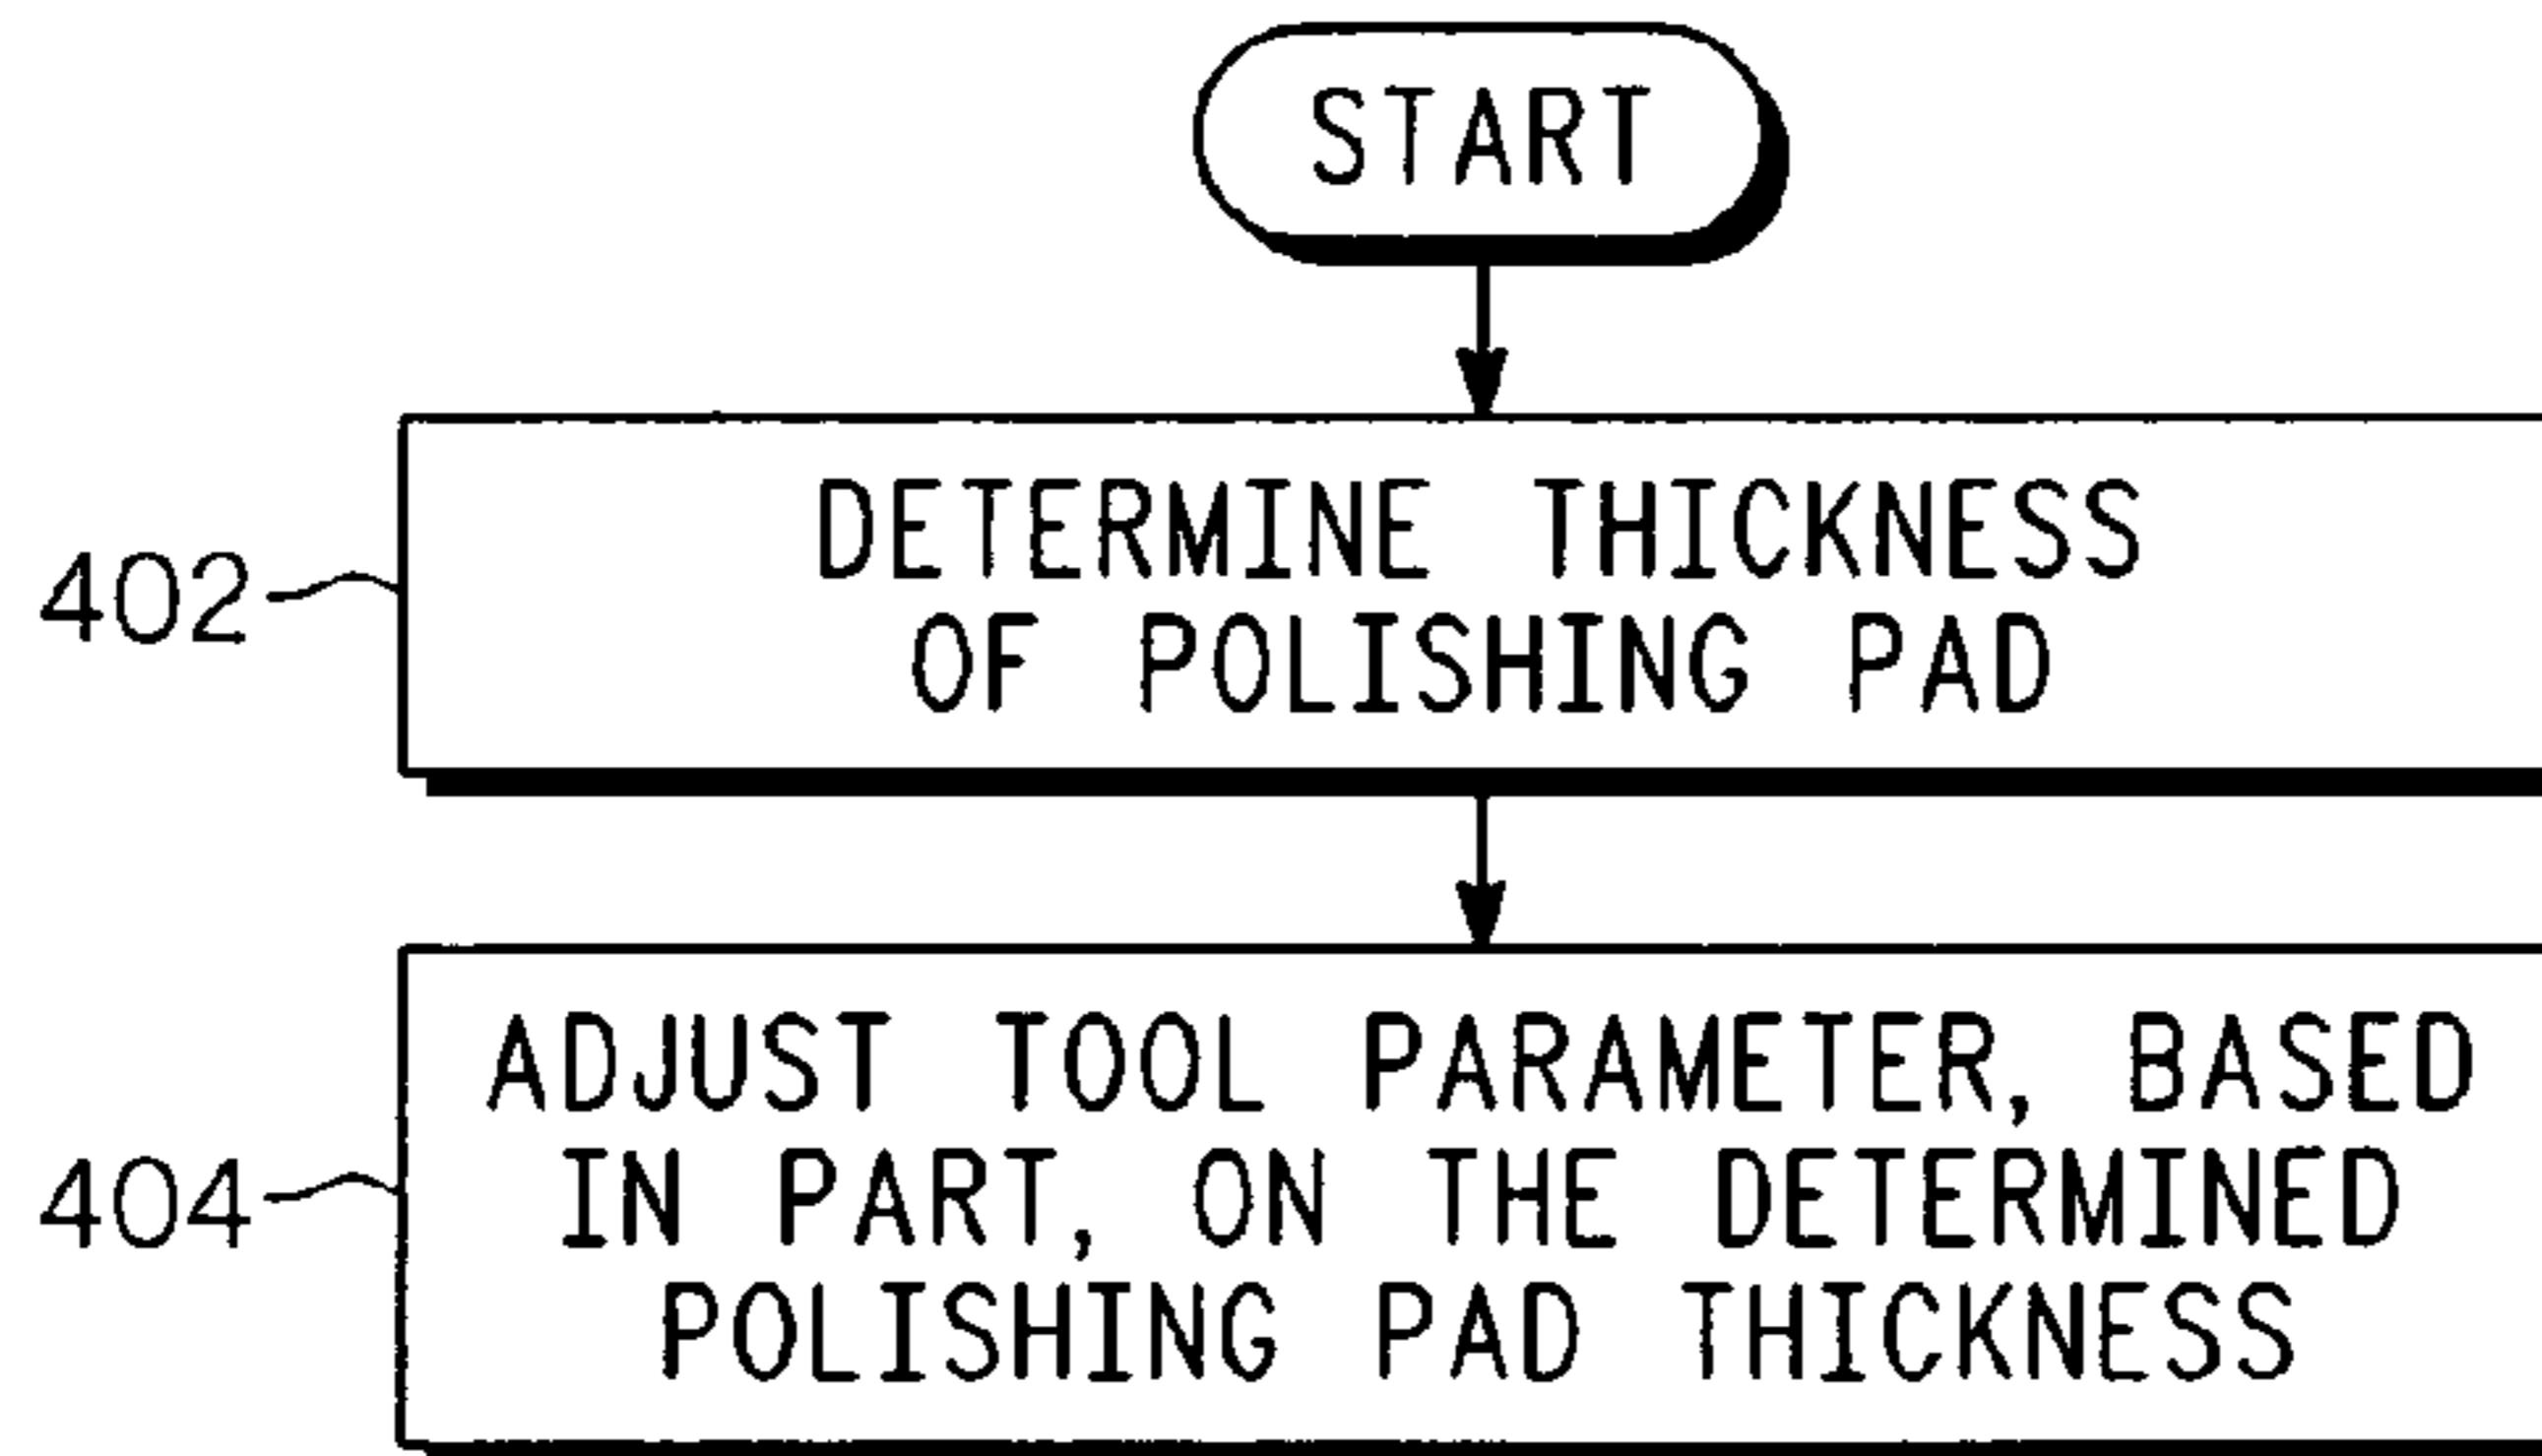 START
DETERMINE THICKNESS
OF POLISHING PAD
402
ADJUST TOOL PARAMETER, BASED
IN PART, ON THE DETERMINED
POLISHING PAD THICKNESS
404